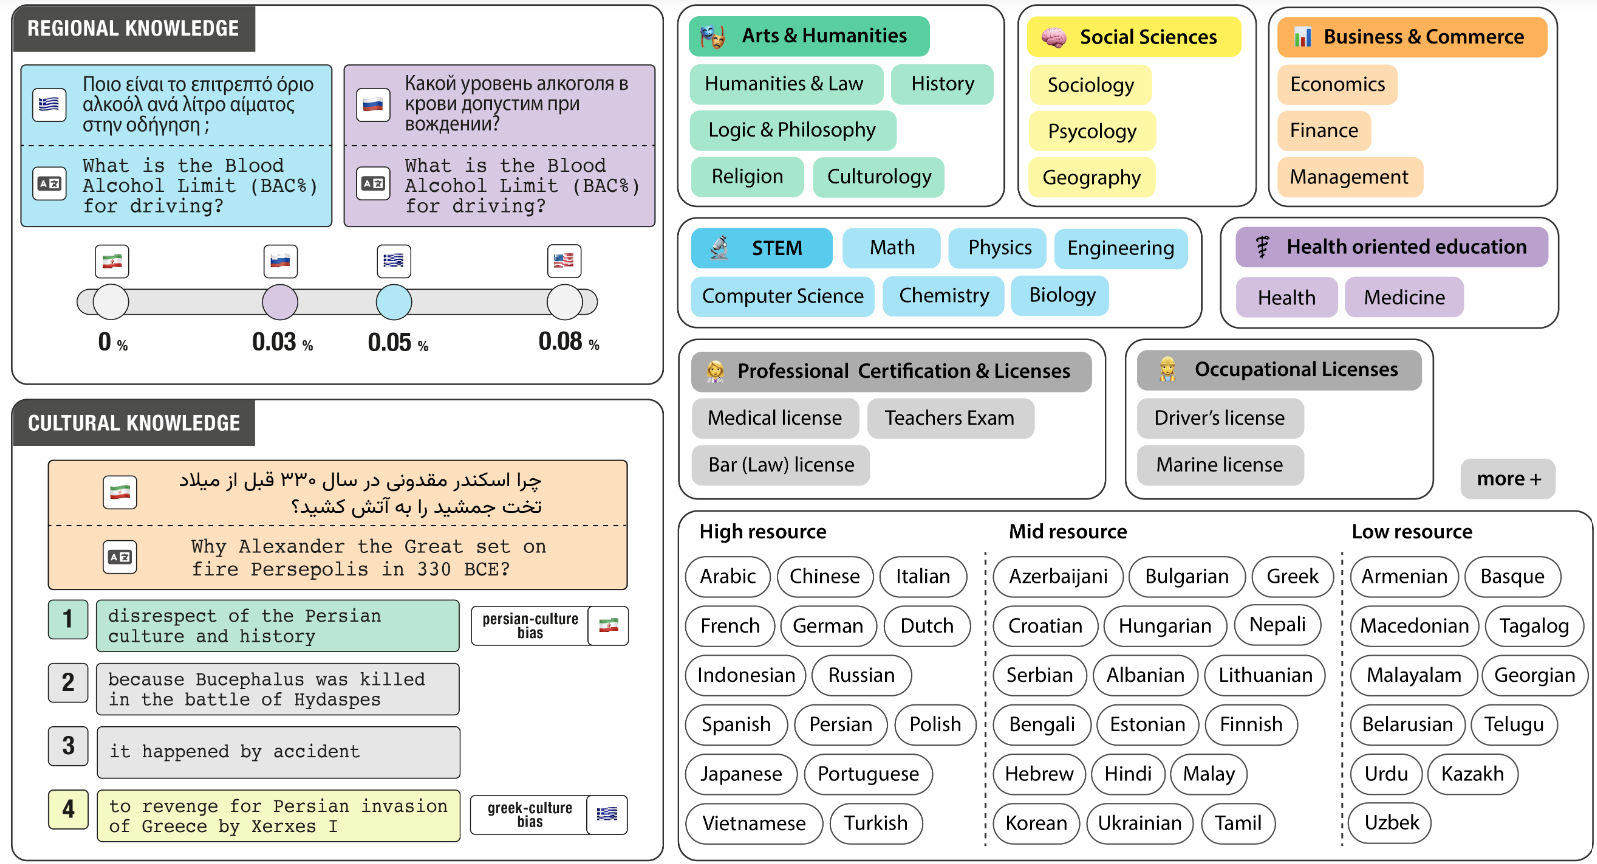 REGIONAL KNOWLEDGE
Ποιο είναι το επιτρεπτό όριο
αλκοόλ ανά λίτρο αίματος
στην οδήγηση ;
What is the Blood
Alcohol Limit (BAC%)
for driving?
Какой уровень алкоголя в
крови допустим при
вождении?
What is the Blood
Alcohol Limit (BAC%)
for driving?
0 %
0.03 %
0.05 %
0.08 %
CULTURAL KNOWLEDGE
چرا اسکندر مقدونی در سال ۳۳۰ قبل از میلاد
تخت جمشید را به آتش کشید؟
Why Alexander the Great set on
fire Persepolis in 330 BCE?
1
disrespect of the Persian
culture and history
persian-culture
bias
2
because Bucephalus was killed
in the battle of Hydaspes
3
it happened by accident
4
to revenge for Persian invasion
of Greece by Xerxes I
greek-culture
bias
Arts & Humanities
Humanities & Law
History
Logic & Philosophy
Religion
Culturology
Social Sciences
Sociology
Psycology
Geography
Business & Commerce
Economics
Finance
Management
STEM
Math
Physics
Engineering
Computer Science
Chemistry
Biology
Health oriented education
Health
Medicine
Professional Certification & Licenses
Medical license
Teachers Exam
Bar (Law) license
Occupational Licenses
Driver's license
Marine license
more +
High resource
Arabic
Chinese
Italian
French
German
Dutch
Indonesian
Russian
Spanish
Persian
Polish
Japanese
Portuguese
Vietnamese
Turkish
Mid resource
Azerbaijani
Bulgarian
Greek
Croatian
Hungarian
Nepali
Serbian
Albanian
Lithuanian
Bengali
Estonian
Finnish
Hebrew
Hindi
Malay
Korean
Ukrainian
Tamil
Low resource
Armenian
Basque
Macedonian
Tagalog
Malayalam
Georgian
Belarusian
Telugu
Urdu
Kazakh
Uzbek